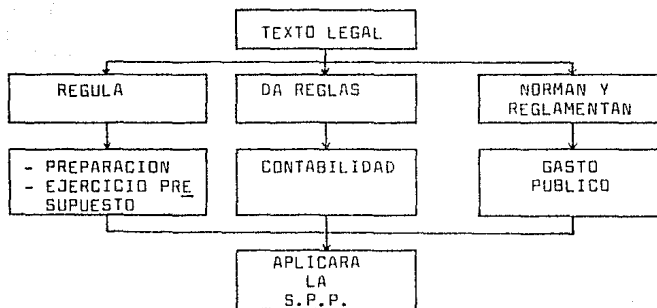 TEXTO LEGAL
REGULA
DA REGLAS
NORMAN Y
REGLAMENTAN
- PREPARACION
- EJERCICIO PRE
SUPUESTO
CONTABILIDAD
GASTO
PUBLICO
APLICARA
LA
S.P.P.